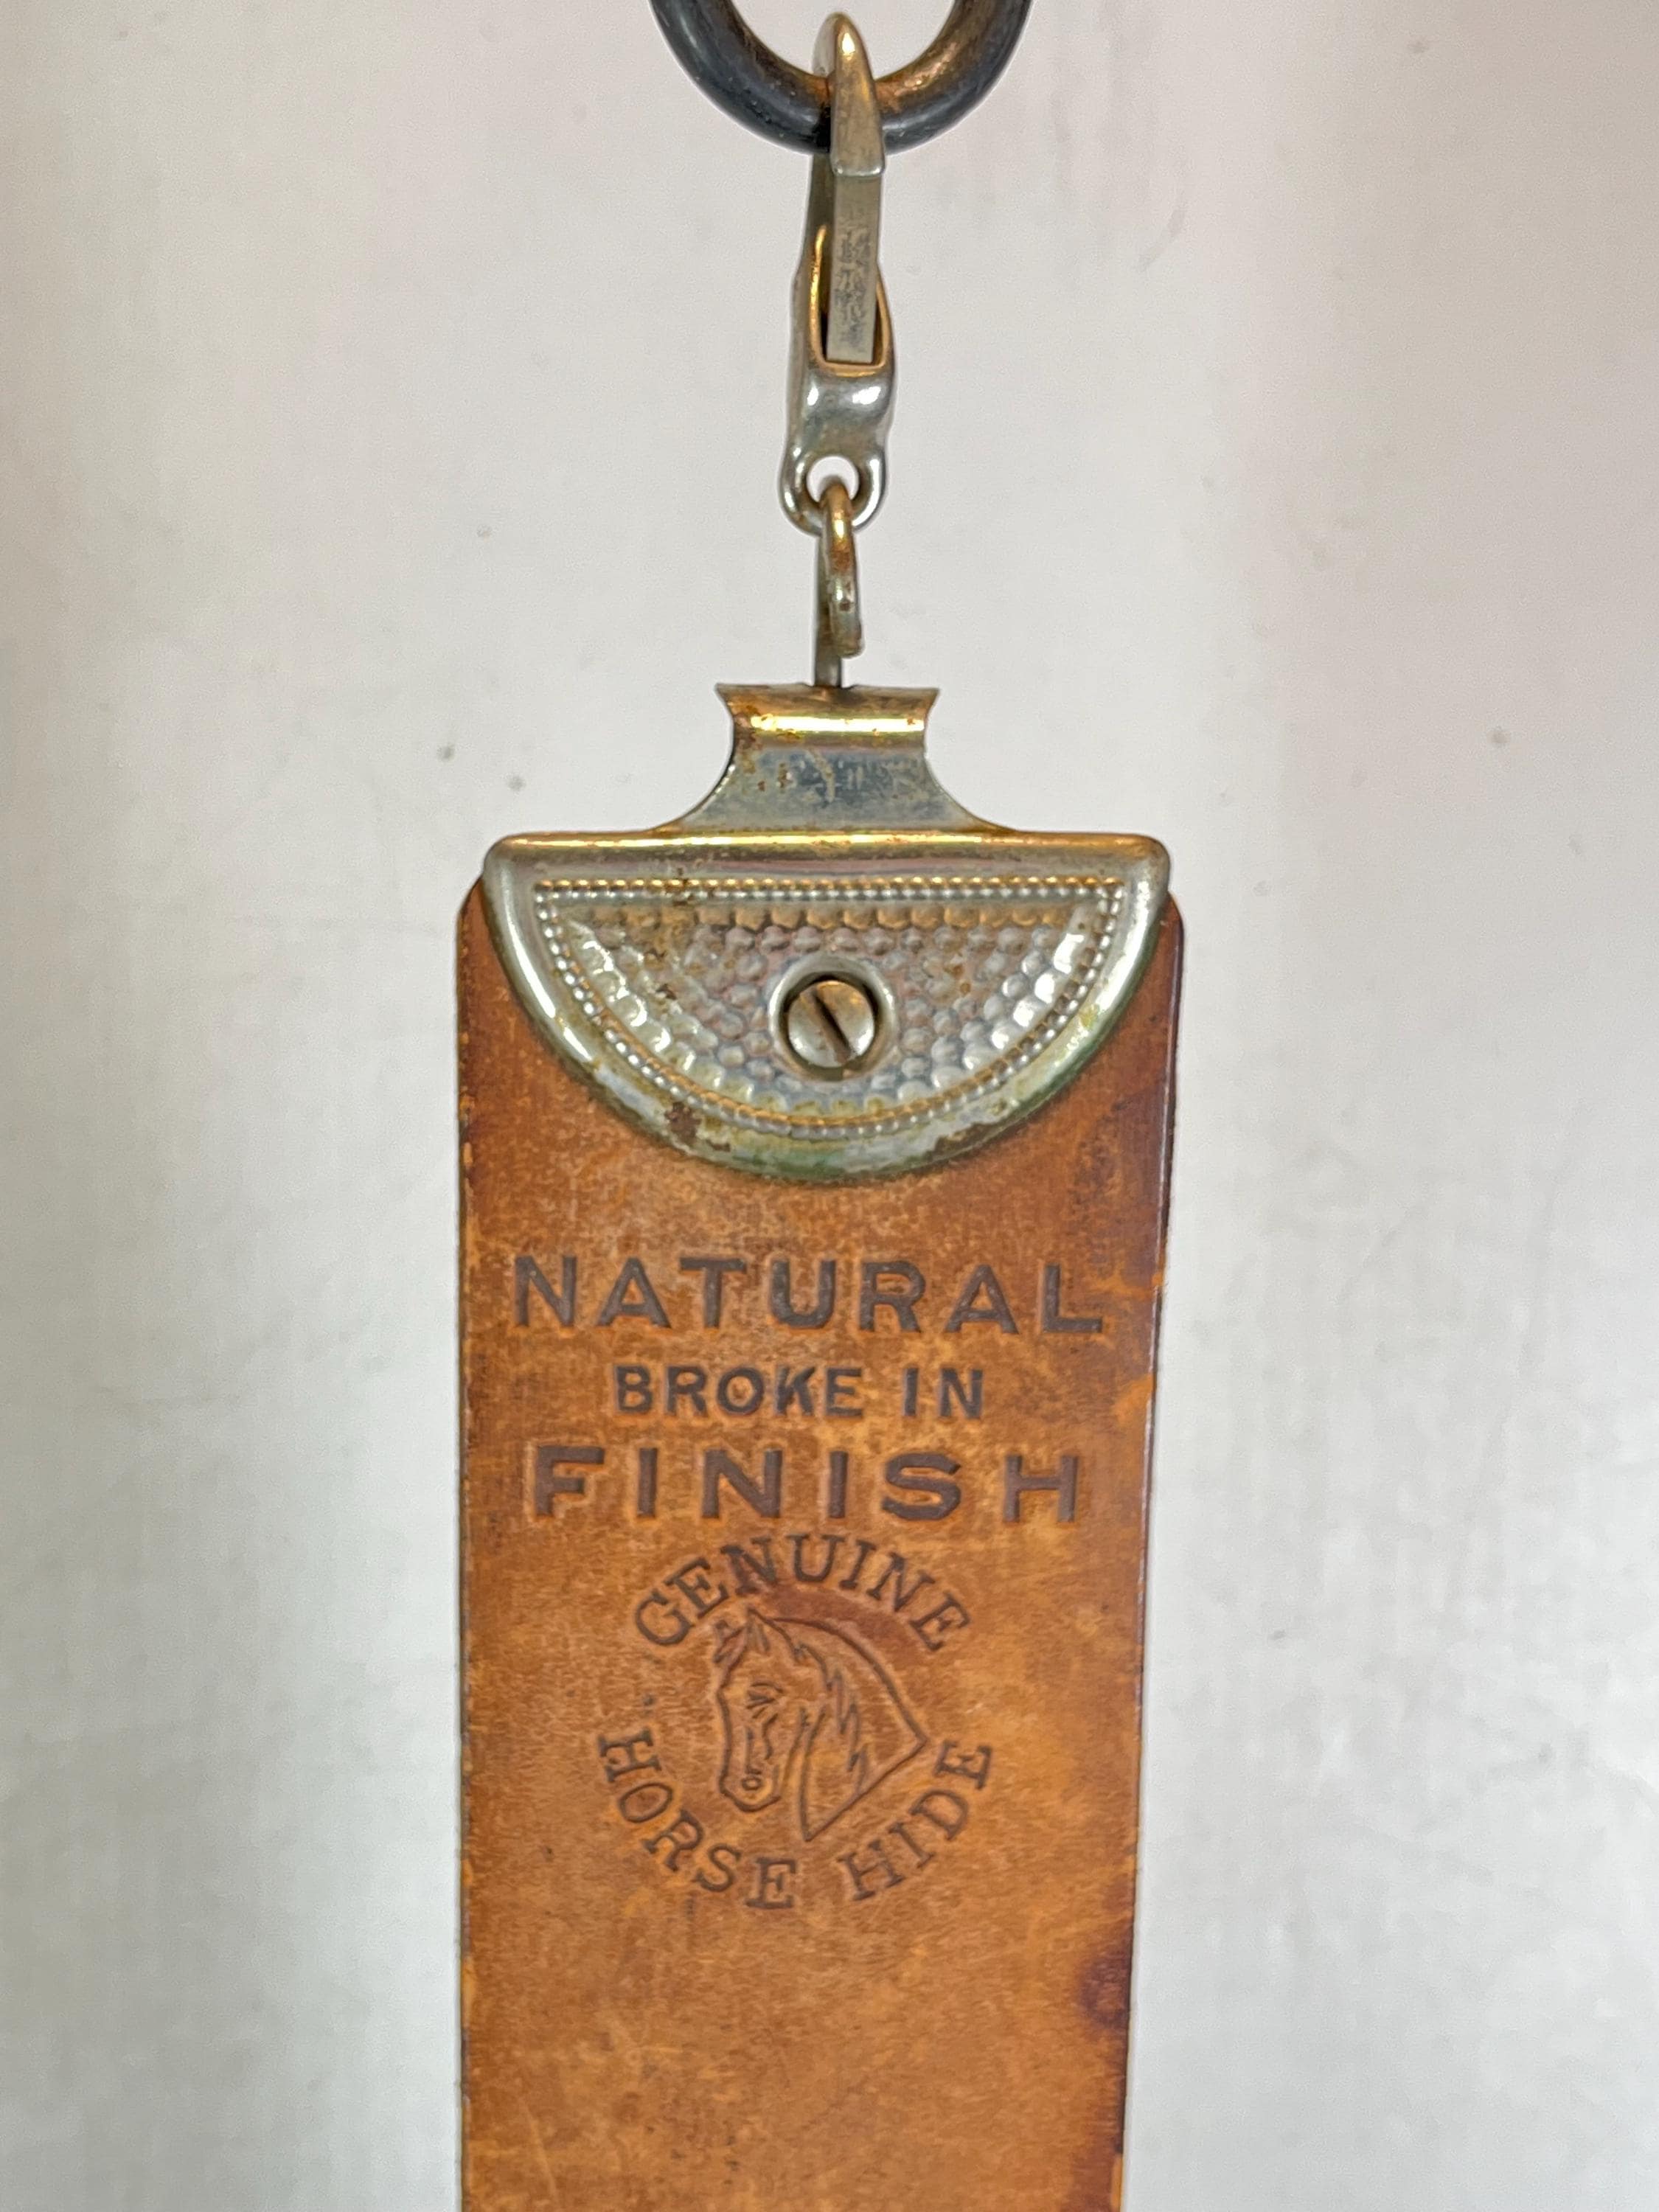 NATURAL
BROKE IN
FINISH
GENUINE
HORSE HIDE